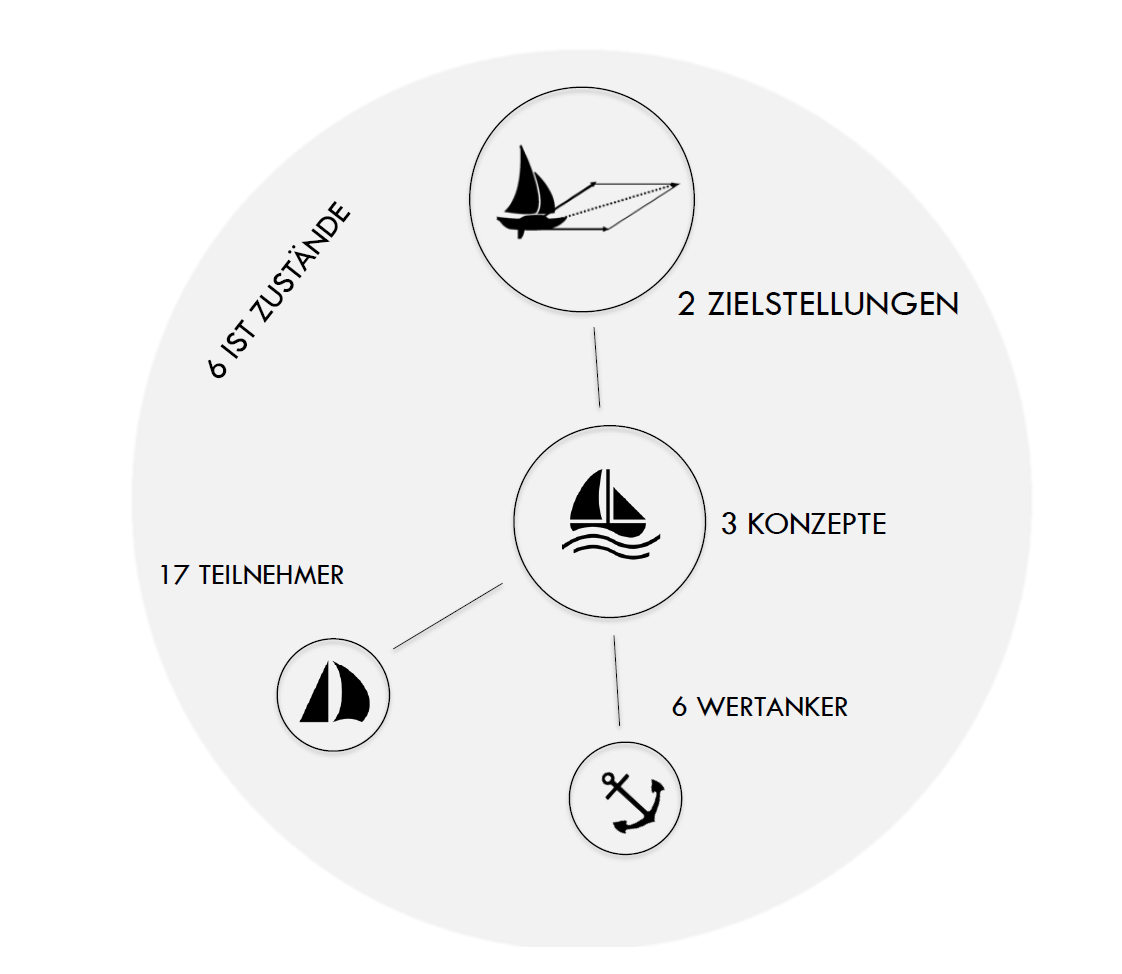 6 IST ZUSTÄNDE
2 ZIELSTELLUNGEN
3 KONZEPTE
17 TEILNEHMER
6 WERTANKER